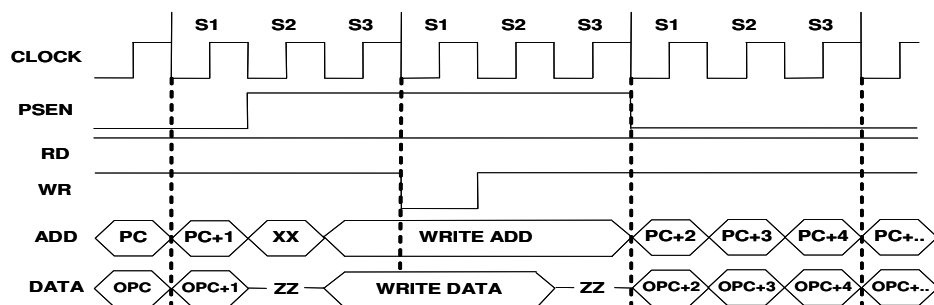 S1 S2 S3 S1 S2 S3 S1 S2 S3
CLOCK
PSEN
RD
WR
ADD PC PC+1 XX WRITE ADD PC+2 PC+3 PC+4 PC+..
DATA OPC OPC+1 ZZ WRITE DATA ZZ OPC+2 OPC+3 OPC+4 OPC+..